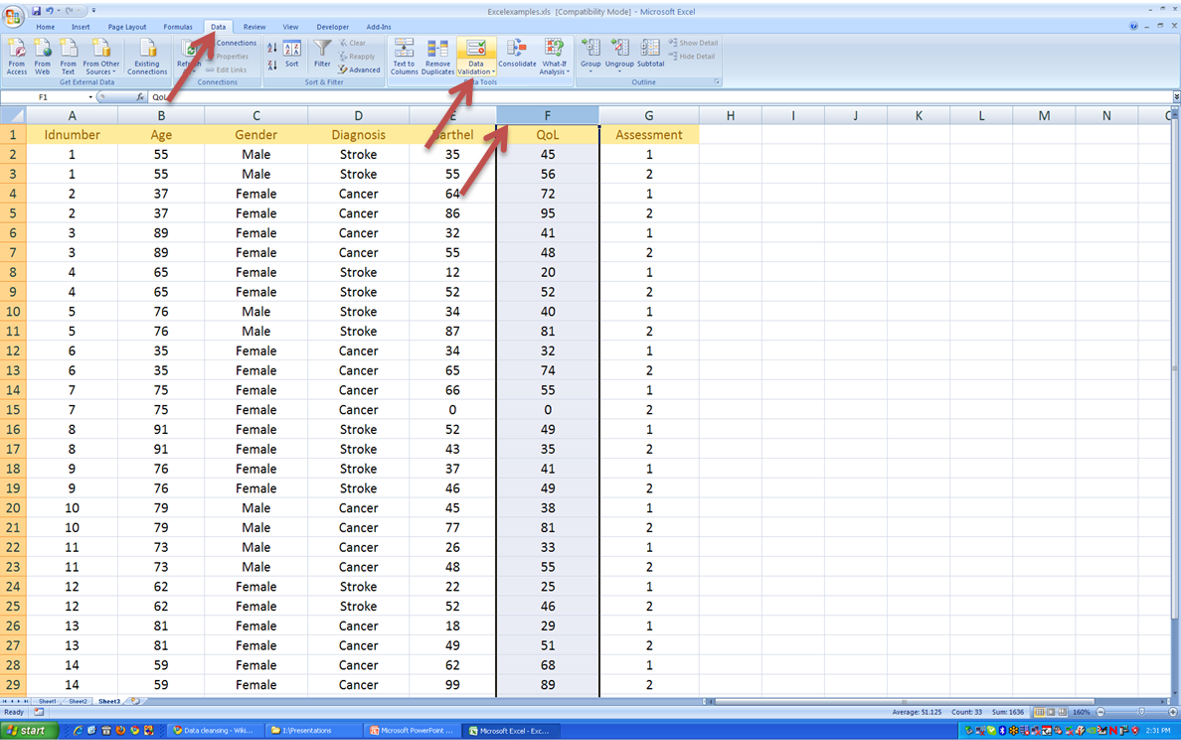 Excelexamples.xls [Compatibility Mode] - Microsoft Excel
Home Insert Page Layout Formulas Data Review View Developer Add-Ins
From Access From Web From Text From Other Sources Existing Connections
Get External Data
Connections
Properties
Edit Links
Connections
Sort Filter Clear Reapply Advanced
Sort & Filter
Text to Columns Remove Duplicates Data Validation Consolidate What-If Analysis
Tools
Group Ungroup Subtotal Show Detail Hide Detail
Outline
F1 fx QoL
A B C D E F G H I J K L M N
1 Idnumber Age Gender Diagnosis Barthel QoL Assessment
2 1 55 Male Stroke 35 45 1
3 1 55 Male Stroke 55 56 2
4 2 37 Female Cancer 64 72 1
5 2 37 Female Cancer 86 95 2
6 3 89 Female Cancer 32 41 1
7 3 89 Female Cancer 55 48 2
8 4 65 Female Stroke 12 20 1
9 4 65 Female Stroke 52 52 2
10 5 76 Male Stroke 34 40 1
11 5 76 Male Stroke 87 81 2
12 6 35 Female Cancer 34 32 1
13 6 35 Female Cancer 65 74 2
14 7 75 Female Cancer 66 55 1
15 7 75 Female Cancer 0 0 2
16 8 91 Female Stroke 52 49 1
17 8 91 Female Stroke 43 35 2
18 9 76 Female Stroke 37 41 1
19 9 76 Female Stroke 46 49 2
20 10 79 Male Cancer 45 38 1
21 10 79 Male Cancer 77 81 2
22 11 73 Male Cancer 26 33 1
23 11 73 Male Cancer 48 55 2
24 12 62 Female Stroke 22 25 1
25 12 62 Female Stroke 52 46 2
26 13 81 Female Cancer 18 29 1
27 13 81 Female Cancer 49 51 2
28 14 59 Female Cancer 62 68 1
29 14 59 Female Cancer 99 89 2
Sheet1 Sheet2 Sheet3
Ready Average: 51.125 Count: 33 Sum: 1636 160%
start Data cleansing - Wiki... I:\Presentations Microsoft PowerPoint ... Microsoft Excel - Exc... 2:31 PM